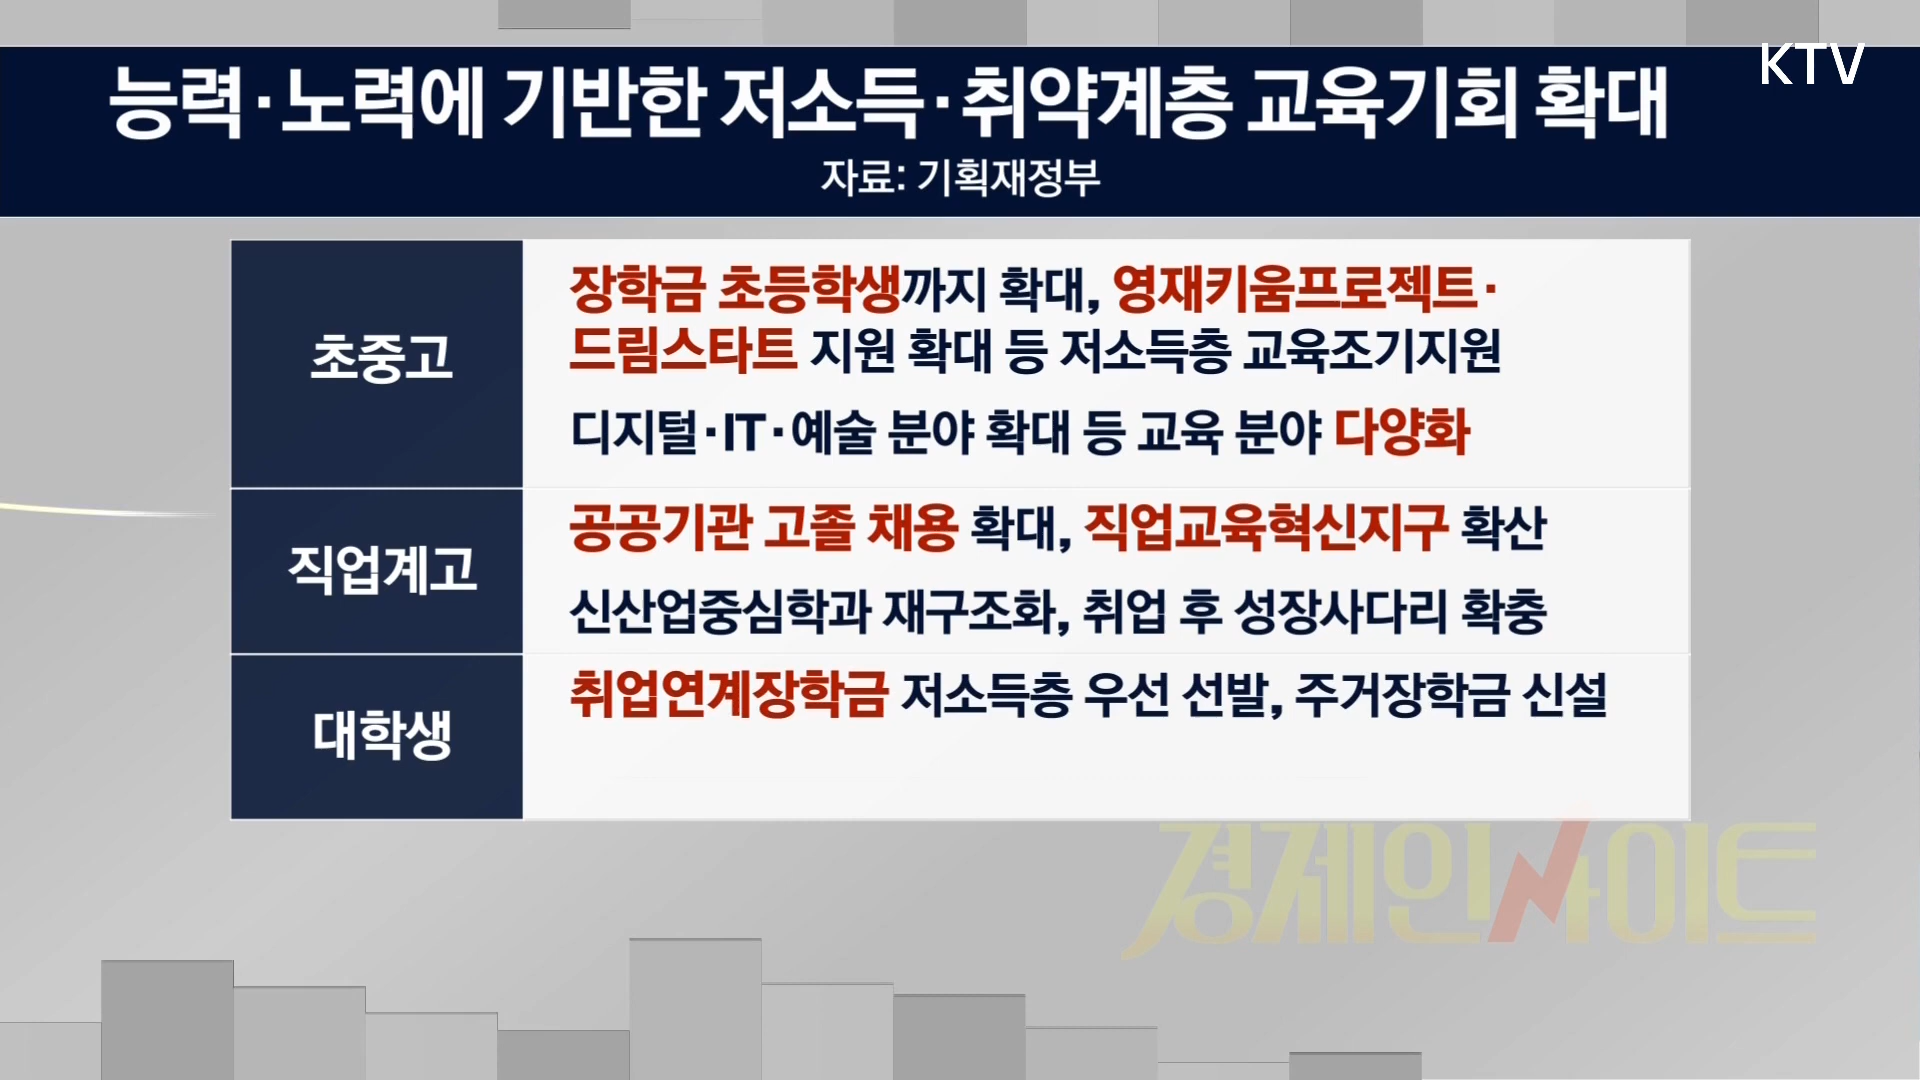 KTV
능력·노력에 기반한 저소득·취약계층 교육기회 확대
자료: 기획재정부
초중고
장학금 초등학생까지 확대, 영재키움프로젝트·
드림스타트 지원 확대 등 저소득층 교육조기지원
디지털·IT·예술 분야 확대 등 교육 분야 다양화
직업계고
공공기관 고졸 채용 확대, 직업교육혁신지구 확산
신산업중심학과 재구조화, 취업 후 성장사다리 확충
대학생
취업연계장학금 저소득층 우선 선발, 주거장학금 신설
경제인사이트